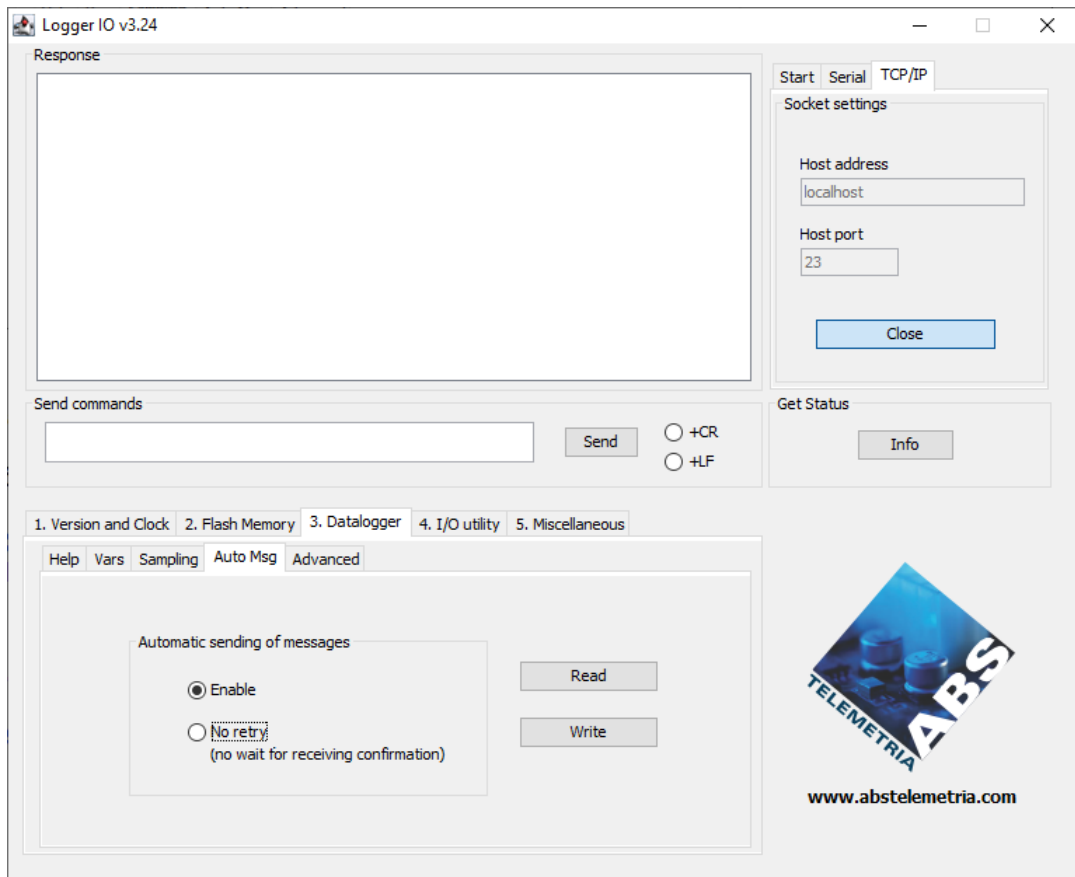 Logger IO v3.24
Response
Start Serial TCP/IP
Socket settings
Host address
localhost
Host port
23
Close
Send commands
Send
+CR
+LF
Get Status
Info
1. Version and Clock 2. Flash Memory 3. Datalogger 4. I/O utility 5. Miscellaneous
Help Vars Sampling Auto Msg Advanced
Automatic sending of messages
Enable
No retry
(no wait for receiving confirmation)
Read
Write
ABS
TELEMETRIA
www.abstelemetria.com